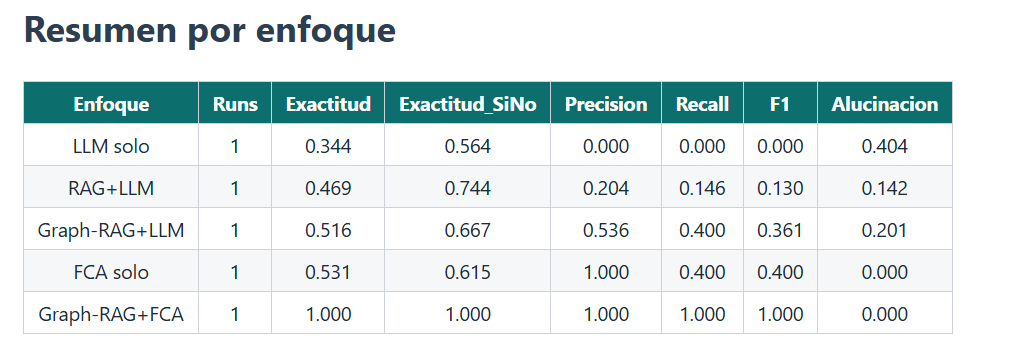 Resumen por enfoque
Enfoque Runs Exactitud Exactitud_SiNo Precision Recall F1 Alucinacion
LLM solo 1 0.344 0.564 0.000 0.000 0.000 0.404
RAG+LLM 1 0.469 0.744 0.204 0.146 0.130 0.142
Graph-RAG+LLM 1 0.516 0.667 0.536 0.400 0.361 0.201
FCA solo 1 0.531 0.615 1.000 0.400 0.400 0.000
Graph-RAG+FCA 1 1.000 1.000 1.000 1.000 1.000 0.000